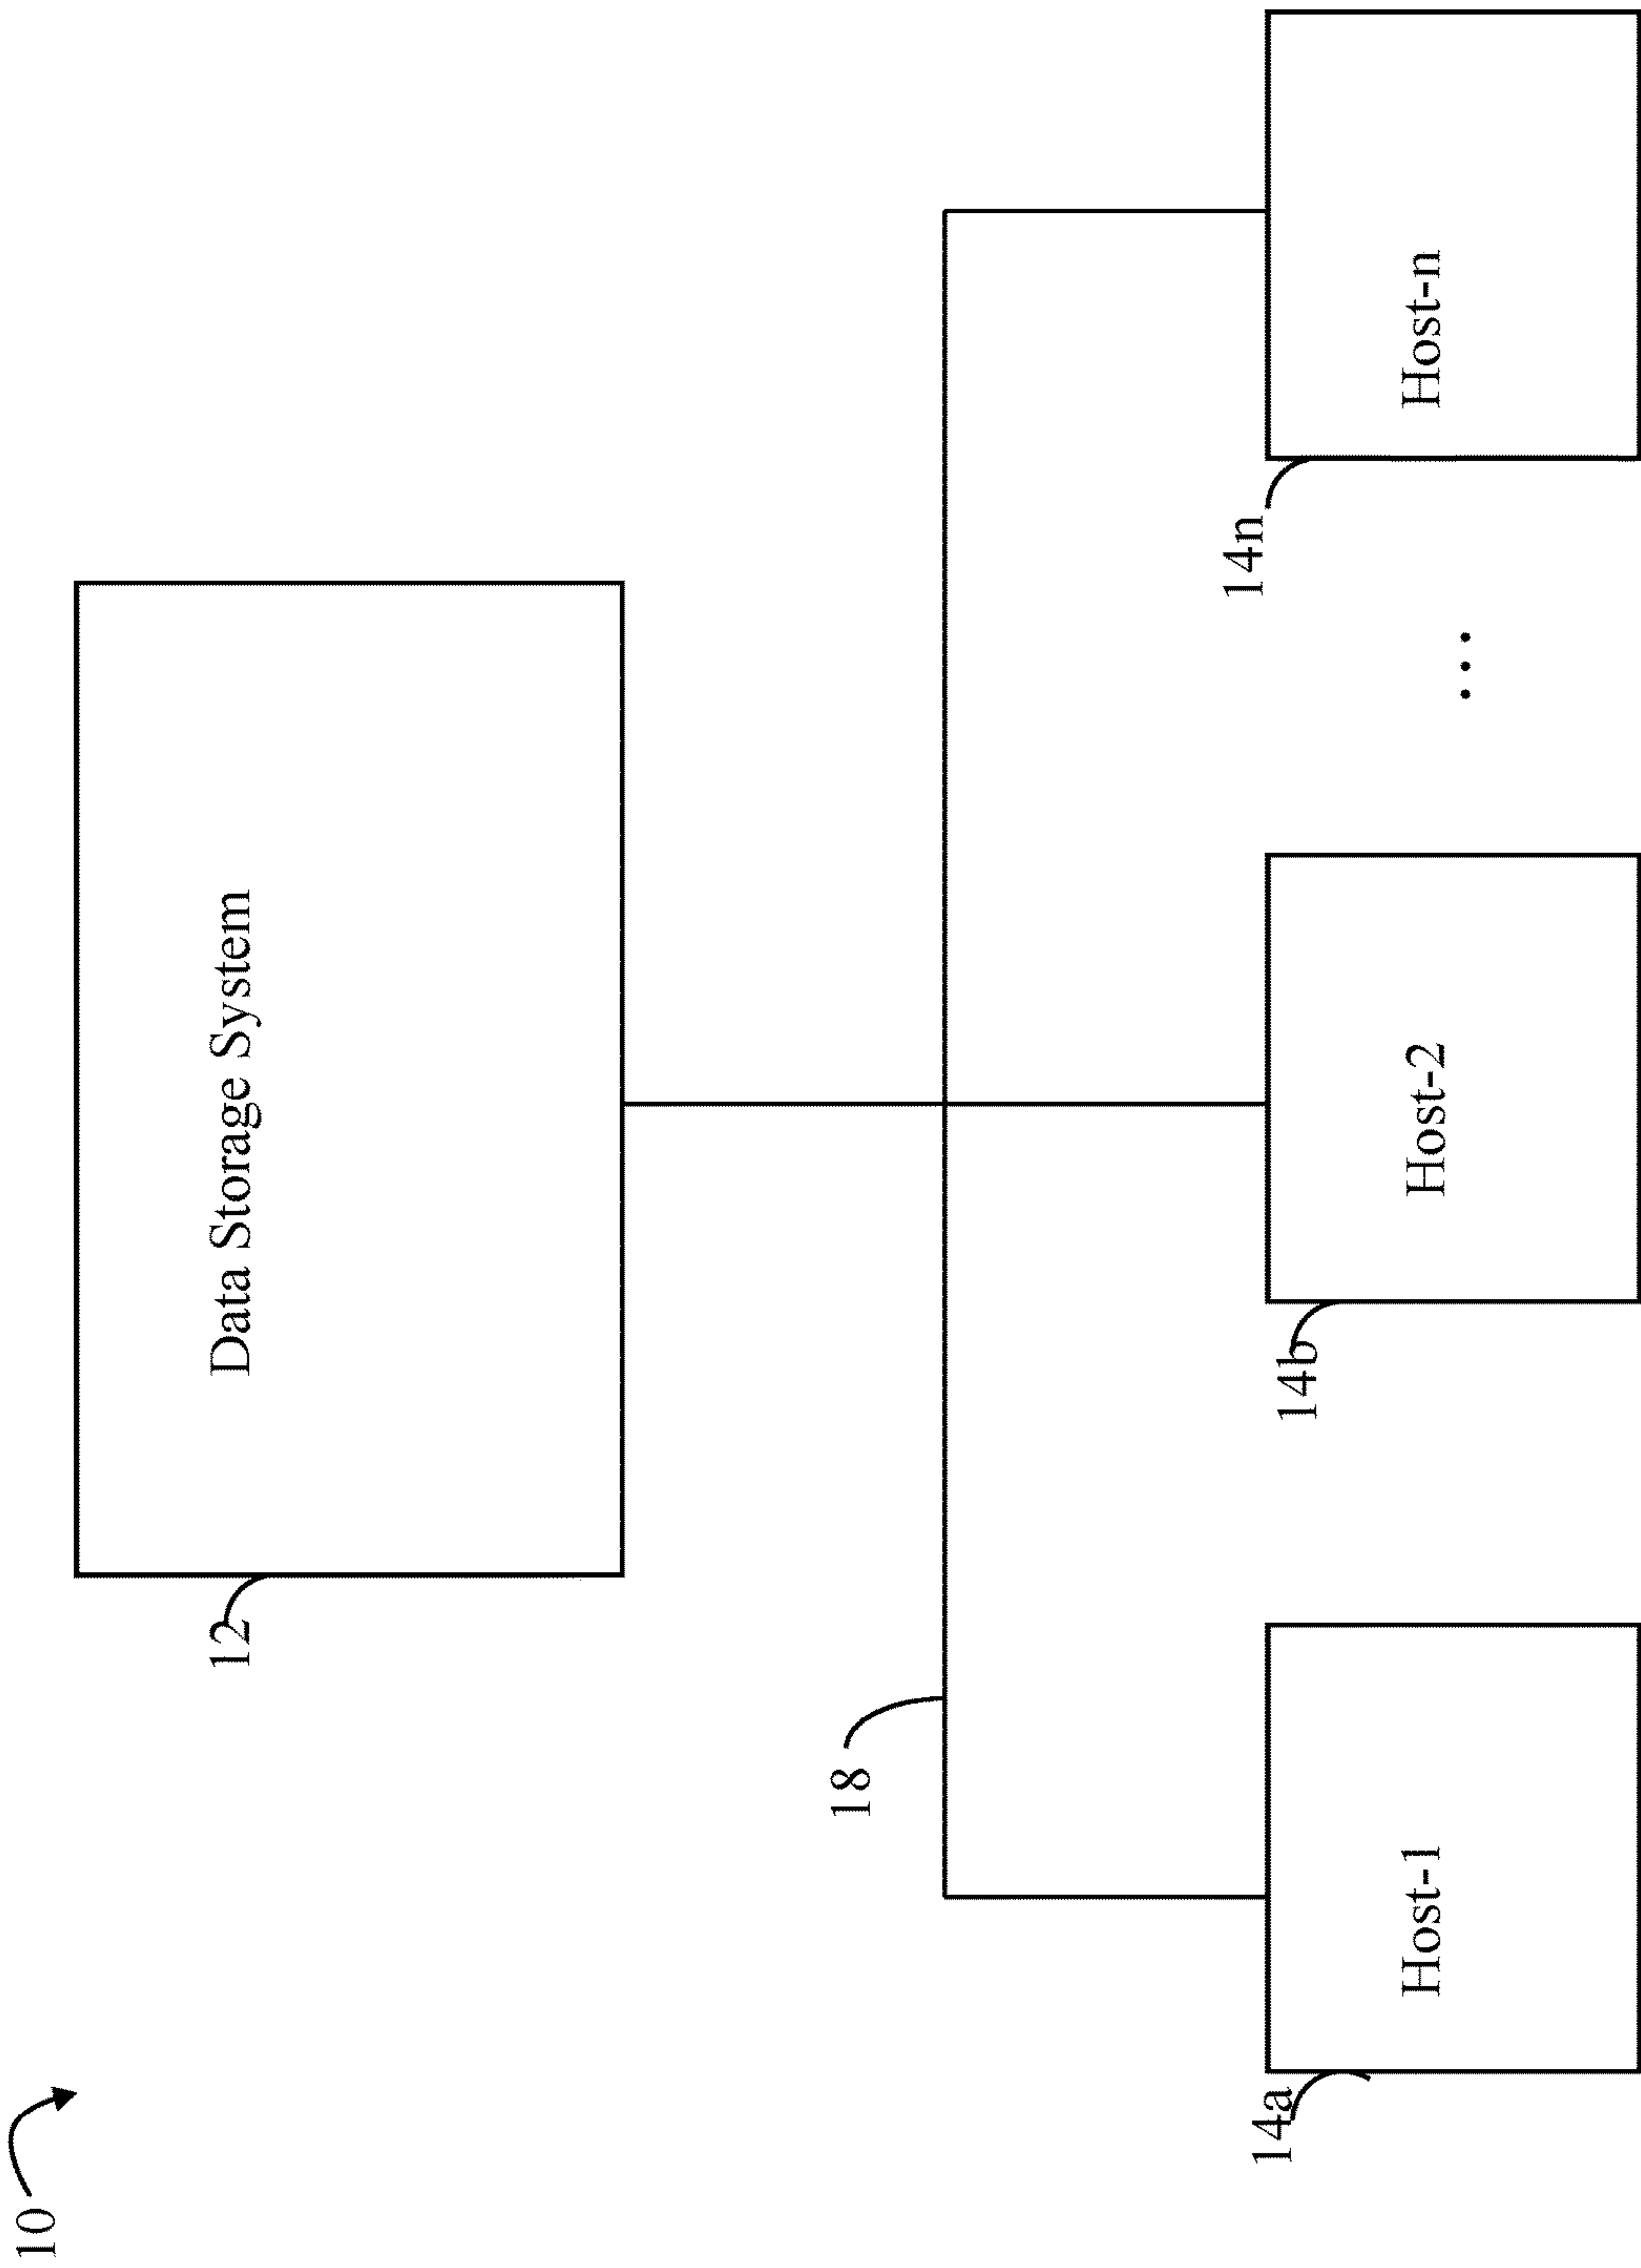 10
12
Data Storage System
18
14a
Host-1
14b
Host-2
...
14n
Host-n